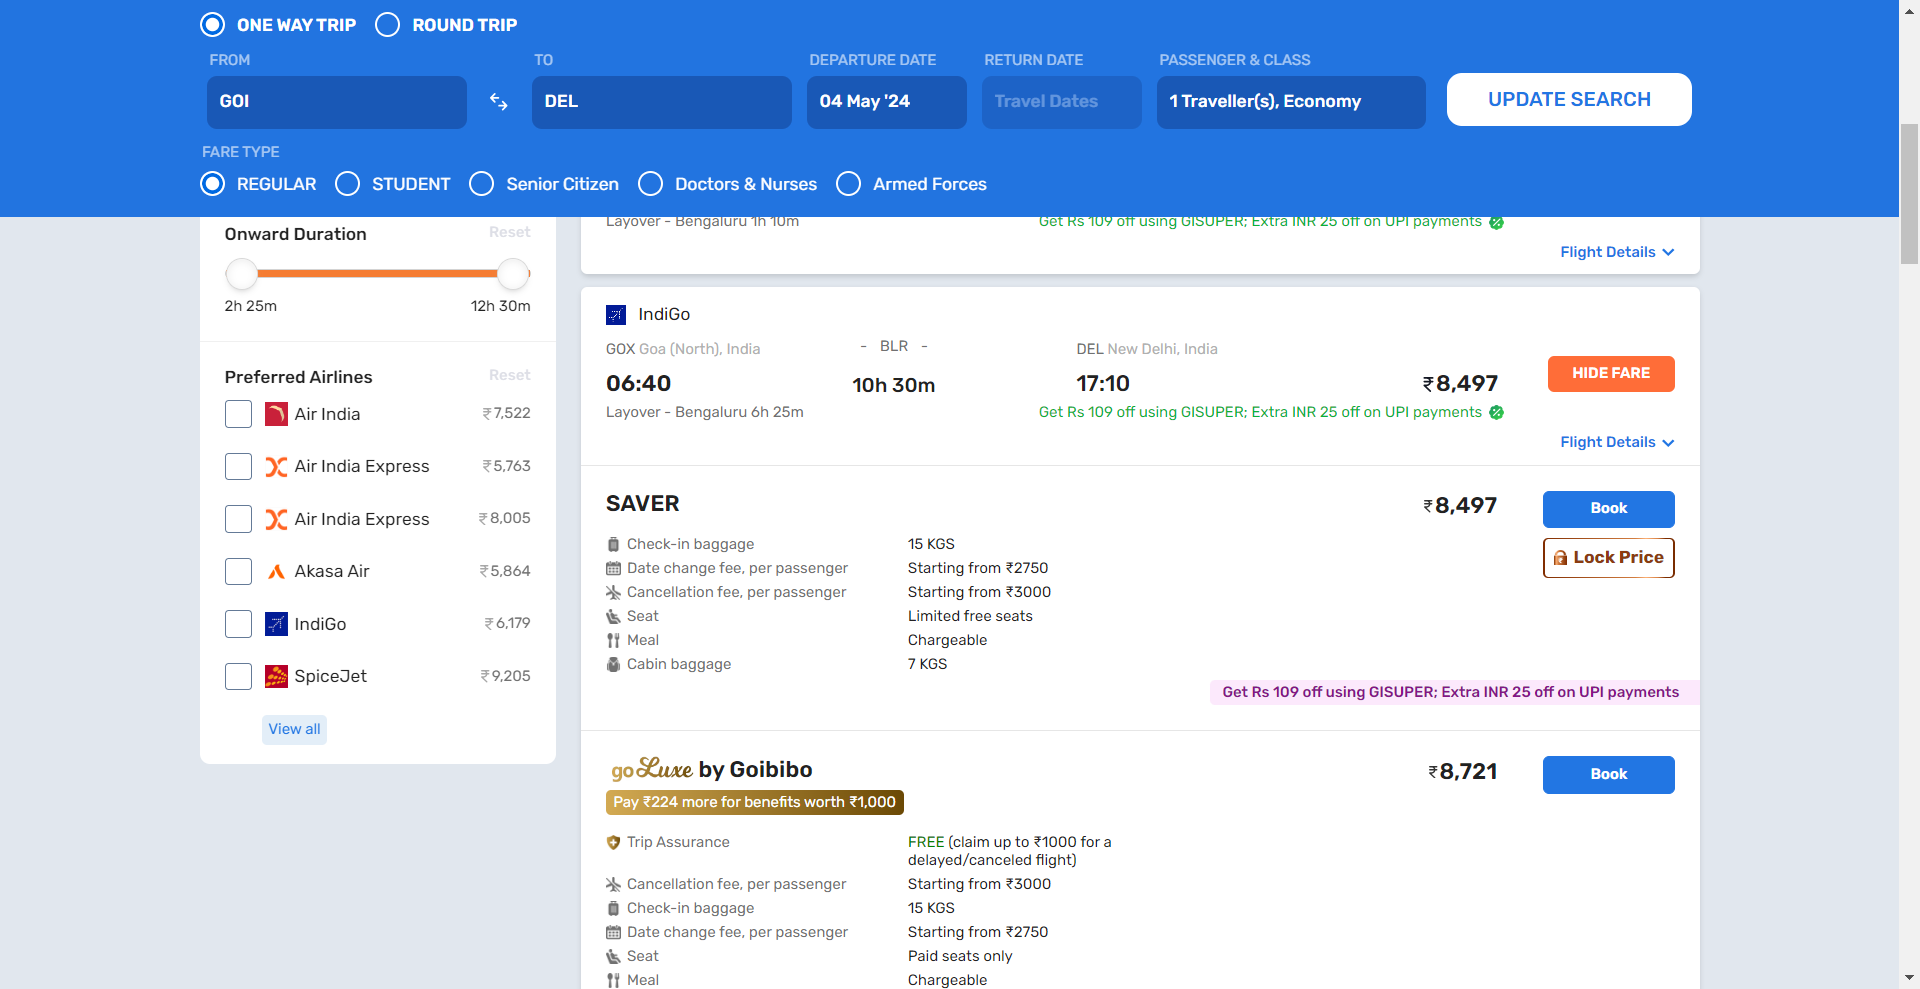 ONE WAY TRIP ROUND TRIP
FROM TO DEPARTURE DATE RETURN DATE PASSENGER & CLASS
GOI DEL 04 May '24 Travel Dates 1 Traveller(s), Economy UPDATE SEARCH
FARE TYPE
REGULAR STUDENT Senior Citizen Doctors & Nurses Armed Forces
Onward Duration Reset
2h 25m 12h 30m
Preferred Airlines Reset
Air India ₹7,522
Air India Express ₹5,763
Air India Express ₹8,005
Akasa Air ₹5,864
IndiGo ₹6,179
SpiceJet ₹9,205
View all
Layover - Bengaluru 1h 10m Get Rs 109 off using GISUPER; Extra INR 25 off on UPI payments
Flight Details
IndiGo
GOX Goa (North), India - BLR - DEL New Delhi, India
06:40 10h 30m 17:10 ₹8,497 HIDE FARE
Layover - Bengaluru 6h 25m Get Rs 109 off using GISUPER; Extra INR 25 off on UPI payments
Flight Details
SAVER ₹8,497 Book
Lock Price
Check-in baggage 15 KGS
Date change fee, per passenger Starting from ₹2750
Cancellation fee, per passenger Starting from ₹3000
Seat Limited free seats
Meal Chargeable
Cabin baggage 7 KGS
Get Rs 109 off using GISUPER; Extra INR 25 off on UPI payments
goLuxe by Goibibo ₹8,721 Book
Pay ₹224 more for benefits worth ₹1,000
Trip Assurance FREE (claim up to ₹1000 for a
delayed/canceled flight)
Cancellation fee, per passenger Starting from ₹3000
Check-in baggage 15 KGS
Date change fee, per passenger Starting from ₹2750
Seat Paid seats only
Meal Chargeable